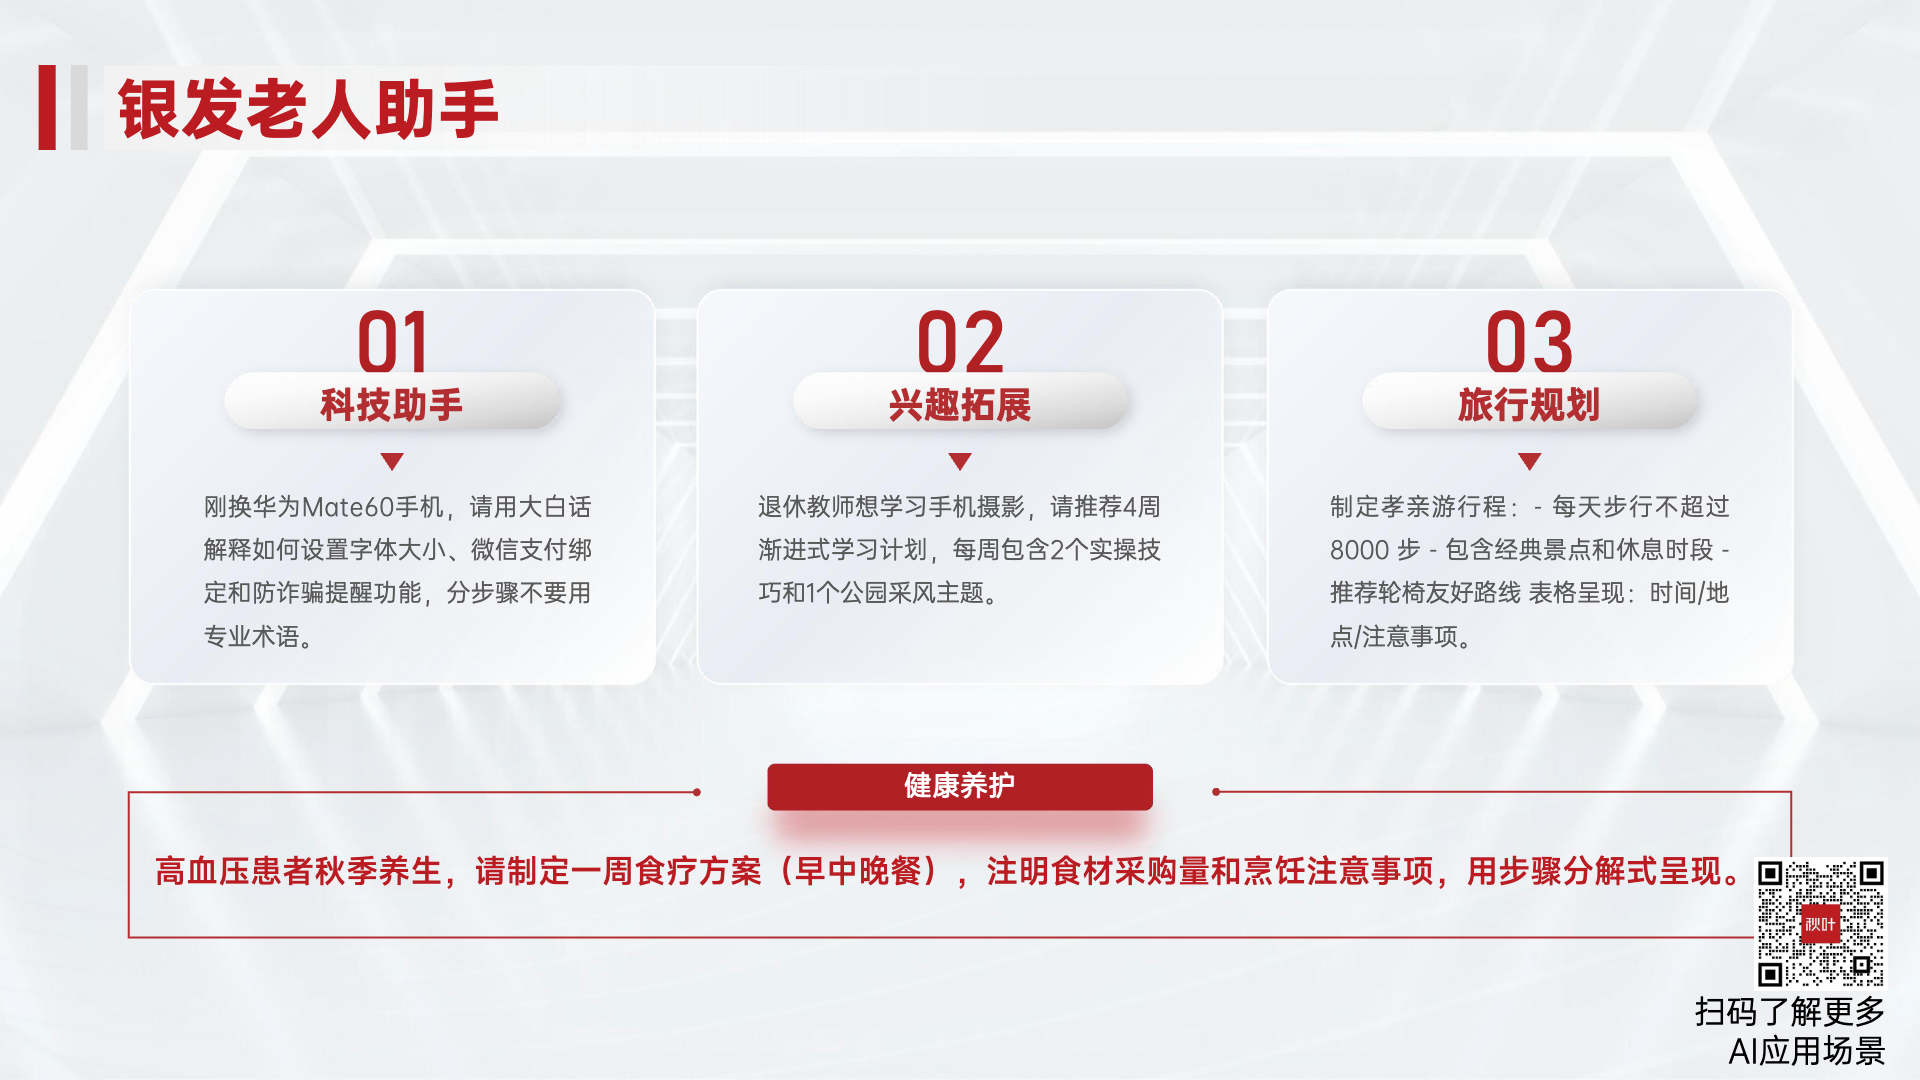 银发老人助手
01
科技助手
刚换华为Mate60手机，请用大白话
解释如何设置字体大小、微信支付绑
定和防诈骗提醒功能，分步骤不要用
专业术语。
02
兴趣拓展
退休教师想学习手机摄影，请推荐4周
渐进式学习计划，每周包含2个实操技
巧和1个公园采风主题。
03
旅行规划
制定孝亲游行程：- 每天步行不超过
8000 步 - 包含经典景点和休息时段 -
推荐轮椅友好路线 表格呈现：时间/地
点/注意事项。
健康养护
高血压患者秋季养生，请制定一周食疗方案（早中晚餐），注明食材采购量和烹饪注意事项，用步骤分解式呈现。
秋叶
扫码了解更多
AI应用场景